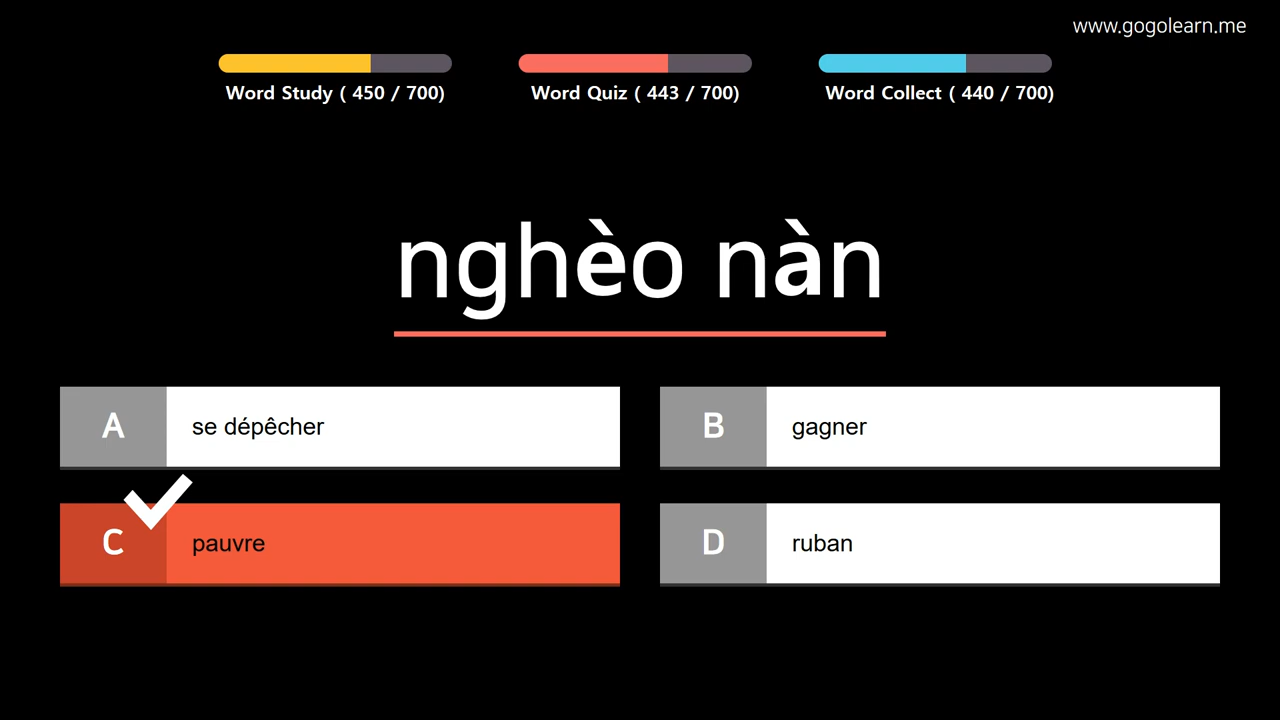 www.gogolearn.me
Word Study ( 450 / 700)
Word Quiz ( 443 / 700)
Word Collect ( 440 / 700)
nghèo nàn
A
se dépêcher
B
gagner
C
pauvre
D
ruban